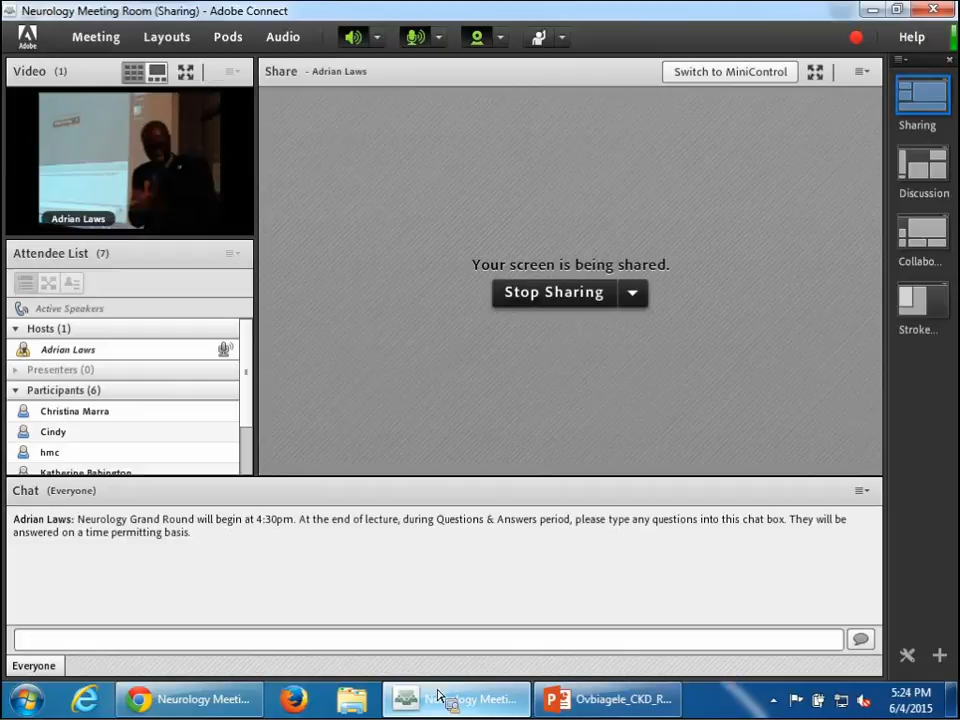 Neurology Meeting Room (Sharing) - Adobe Connect
Adobe
Meeting Layouts Pods Audio Help
Video (1)
Adrian Laws
Attendee List (7)
Active Speakers
Hosts (1)
Adrian Laws
Presenters (0)
Participants (6)
Christina Marra
Cindy
hmc
Katherine Babington
Share - Adrian Laws
Switch to MiniControl
Your screen is being shared.
Stop Sharing
Sharing
Discussion
Collabo...
Stroke...
Chat (Everyone)
Adrian Laws: Neurology Grand Round will begin at 4:30pm. At the end of lecture, during Questions & Answers period, please type any questions into this chat box. They will be
answered on a time permitting basis.
Everyone
Neurology Meeti...
Neurology Meeti...
Ovbiagele_CKD_R...
5:24 PM
6/4/2015